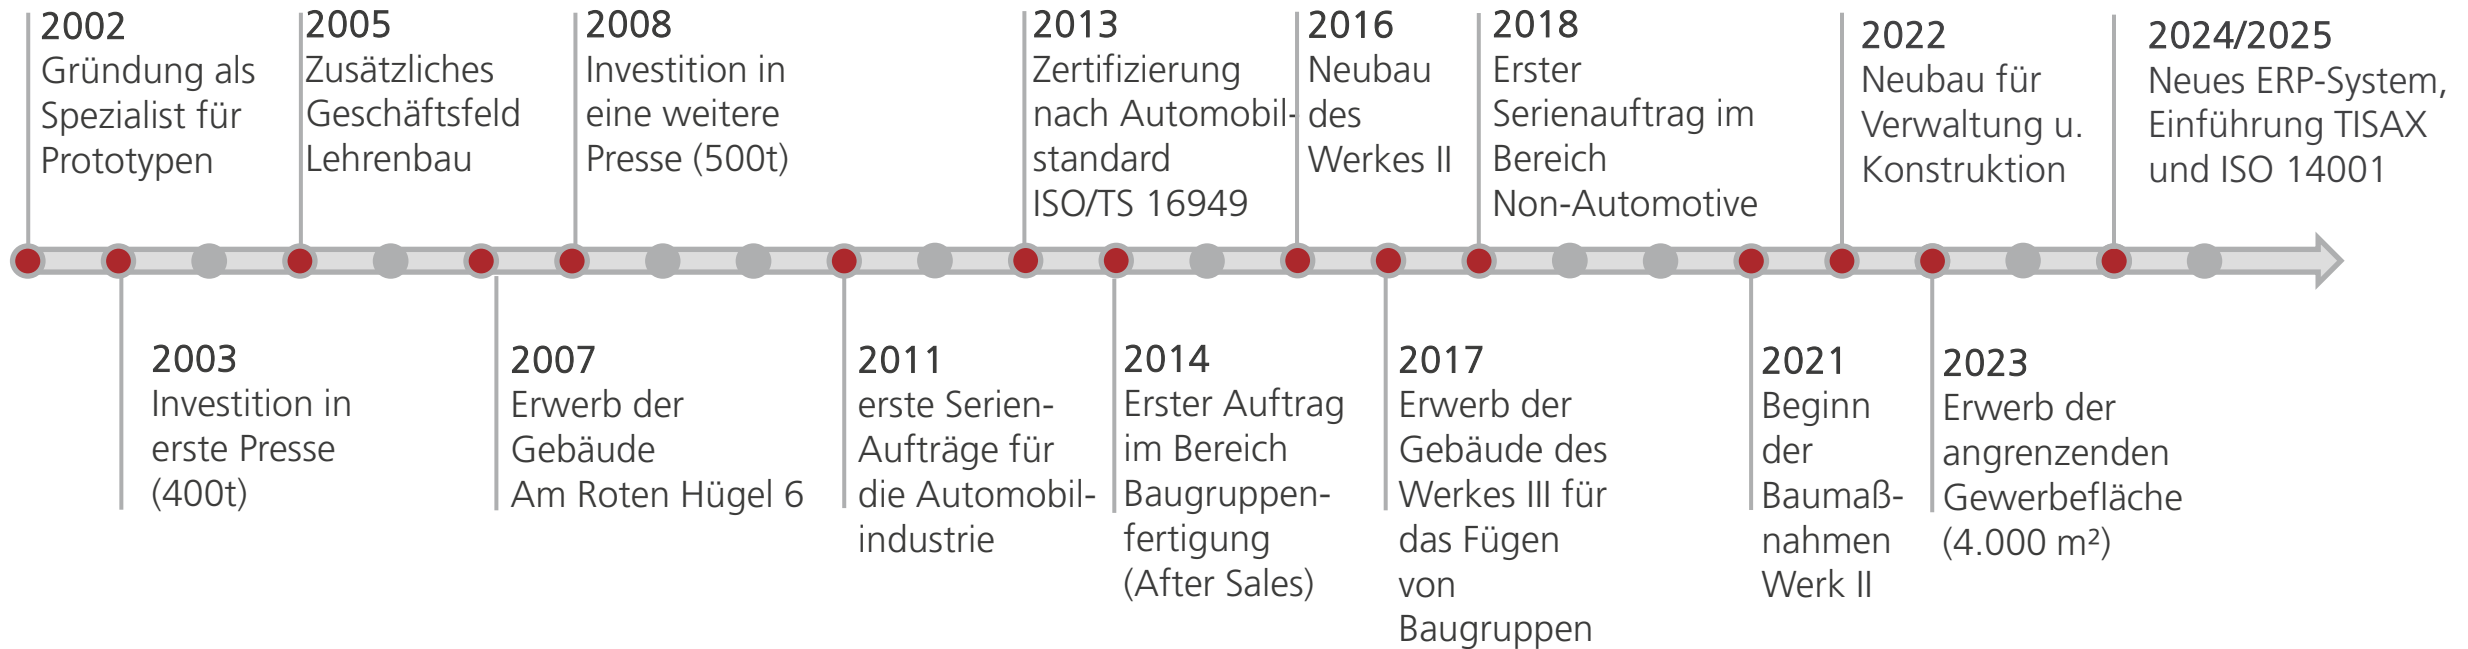 2002
Gründung als
Spezialist für
Prototypen
2005
Zusätzliches
Geschäftsfeld
Lehrenbau
2008
Investition in
eine weitere
Presse (500t)
2013
Zertifizierung
nach Automobil-
standard
ISO/TS 16949
2016
Neubau
des
Werkes II
2018
Erster
Serienauftrag im
Bereich
Non-Automotive
2022
Neubau für
Verwaltung u.
Konstruktion
2024/2025
Neues ERP-System,
Einführung TISAX
und ISO 14001
2003
Investition in
erste Presse
(400t)
2007
Erwerb der
Gebäude
Am Roten Hügel 6
2011
erste Serien-
Aufträge für
die Automobil-
industrie
2014
Erster Auftrag
im Bereich
Baugruppen-
fertigung
(After Sales)
2017
Erwerb der
Gebäude des
Werkes III für
das Fügen
von
Baugruppen
2021
Beginn
der
Baumaß-
nahmen
Werk II
2023
Erwerb der
angrenzenden
Gewerbefläche
(4.000 m²)